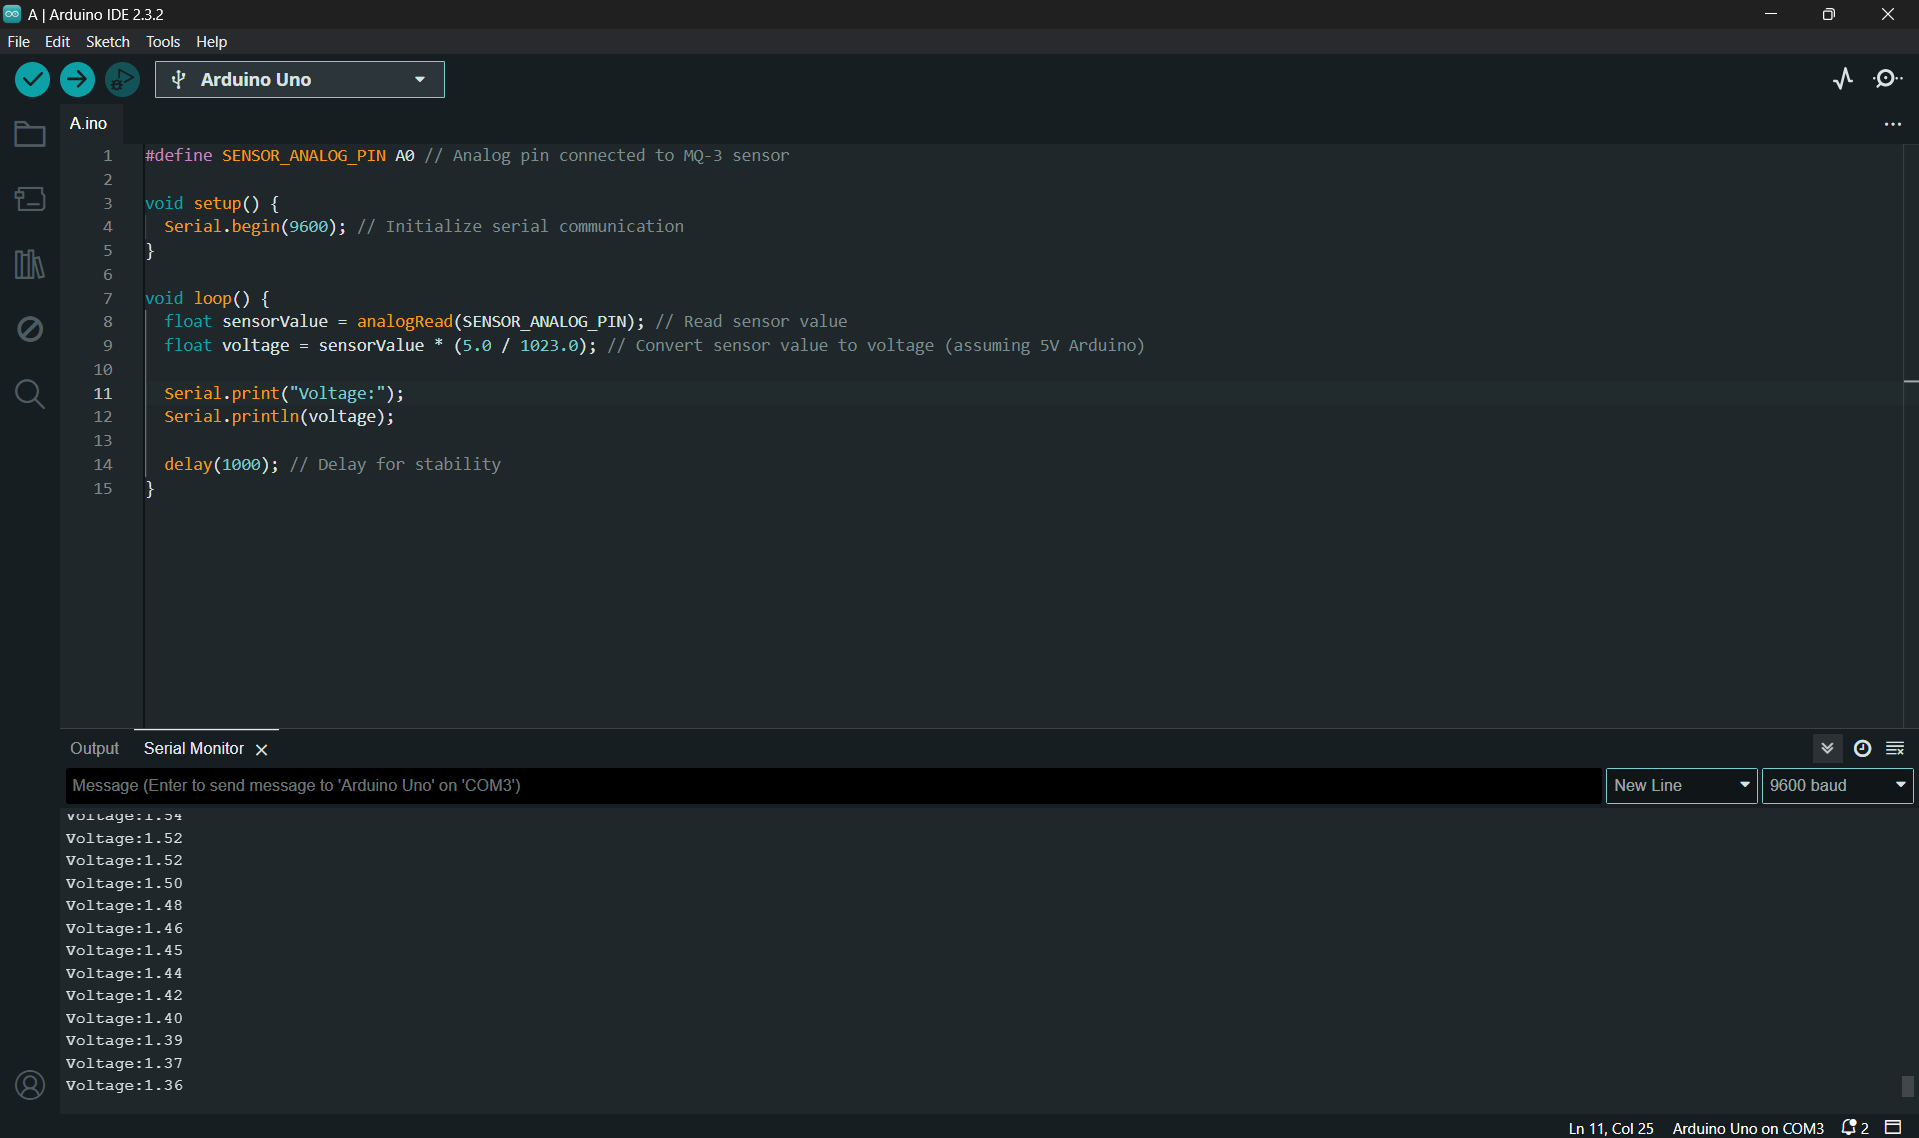 A | Arduino IDE 2.3.2
File Edit Sketch Tools Help
Arduino Uno
A.ino
1 #define SENSOR_ANALOG_PIN A0 // Analog pin connected to MQ-3 sensor
2
3 void setup() {
4 Serial.begin(9600); // Initialize serial communication
5 }
6
7 void loop() {
8 float sensorValue = analogRead(SENSOR_ANALOG_PIN); // Read sensor value
9 float voltage = sensorValue * (5.0 / 1023.0); // Convert sensor value to voltage (assuming 5V Arduino)
10
11 Serial.print("Voltage:");
12 Serial.println(voltage);
13
14 delay(1000); // Delay for stability
15 }
Output Serial Monitor
Message (Enter to send message to 'Arduino Uno' on 'COM3') New Line 9600 baud
Voltage:1.54
Voltage:1.52
Voltage:1.52
Voltage:1.50
Voltage:1.48
Voltage:1.46
Voltage:1.45
Voltage:1.44
Voltage:1.42
Voltage:1.40
Voltage:1.39
Voltage:1.37
Voltage:1.36
Ln 11, Col 25 Arduino Uno on COM3 2